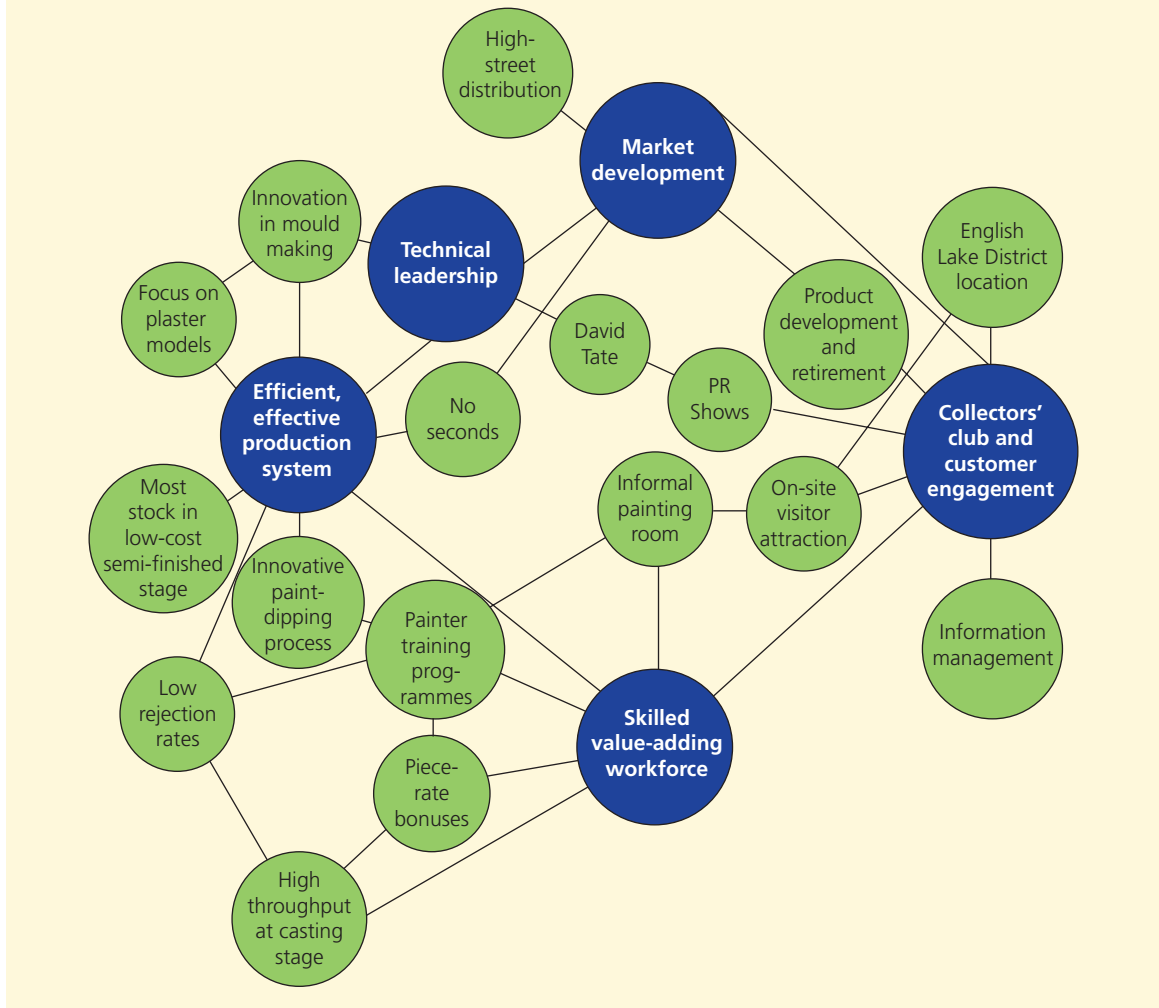 High-
street
distribution
Market
development
Innovation
in mould
making
Technical
leadership
English
Lake District
location
Focus on
plaster
models
Product
development
and
retirement
David
Tate
PR
Shows
Efficient,
effective
production
system
No
seconds
Collectors’
club and
customer
engagement
Most
stock in
low-cost
semi-finished
stage
Informal
painting
room
On-site
visitor
attraction
Innovative
paint-
dipping
process
Painter
training
prog-
rammes
Information
management
Low
rejection
rates
Skilled
value-adding
workforce
Piece-
rate
bonuses
High
throughput
at casting
stage